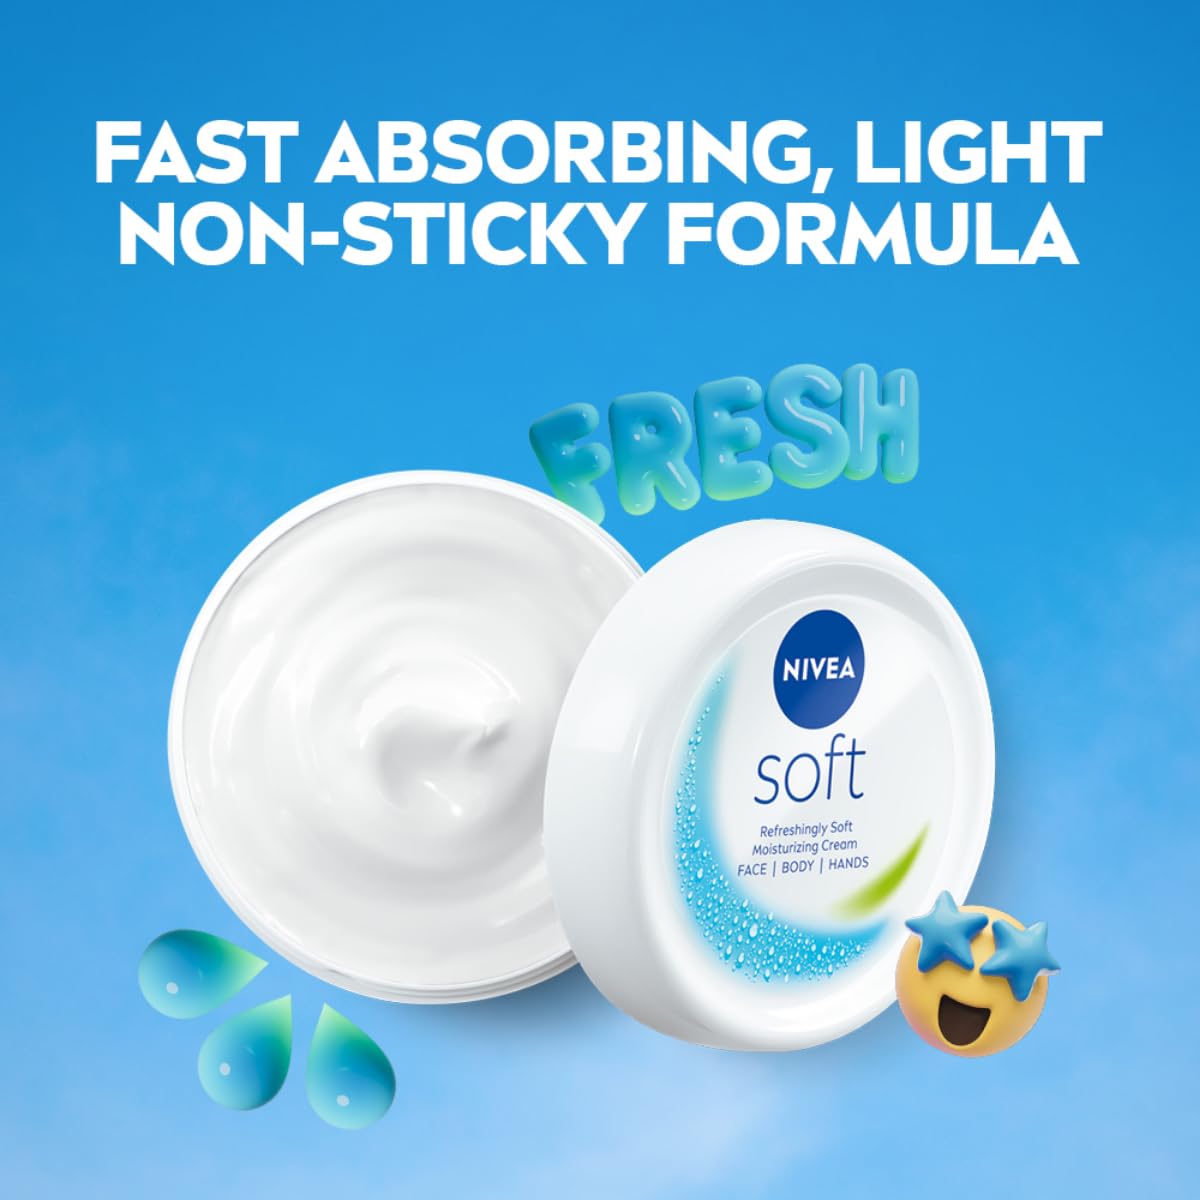 FAST ABSORBING, LIGHT
NON-STICKY FORMULA
FRESH
NIVEA
soft
Refreshingly Soft
Moisturizing Cream
FACE | BODY | HANDS